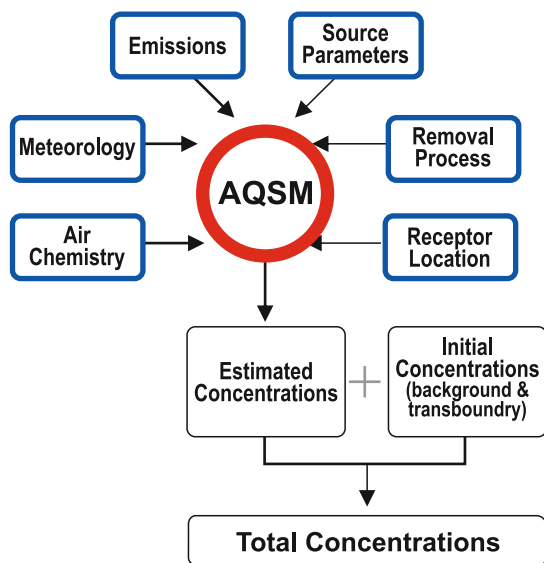 Emissions
Source
Parameters
Meteorology
Removal
Process
AQSM
Air
Chemistry
Receptor
Location
Estimated
Concentrations
+
Initial
Concentrations
(background &
transboundry)
Total Concentrations